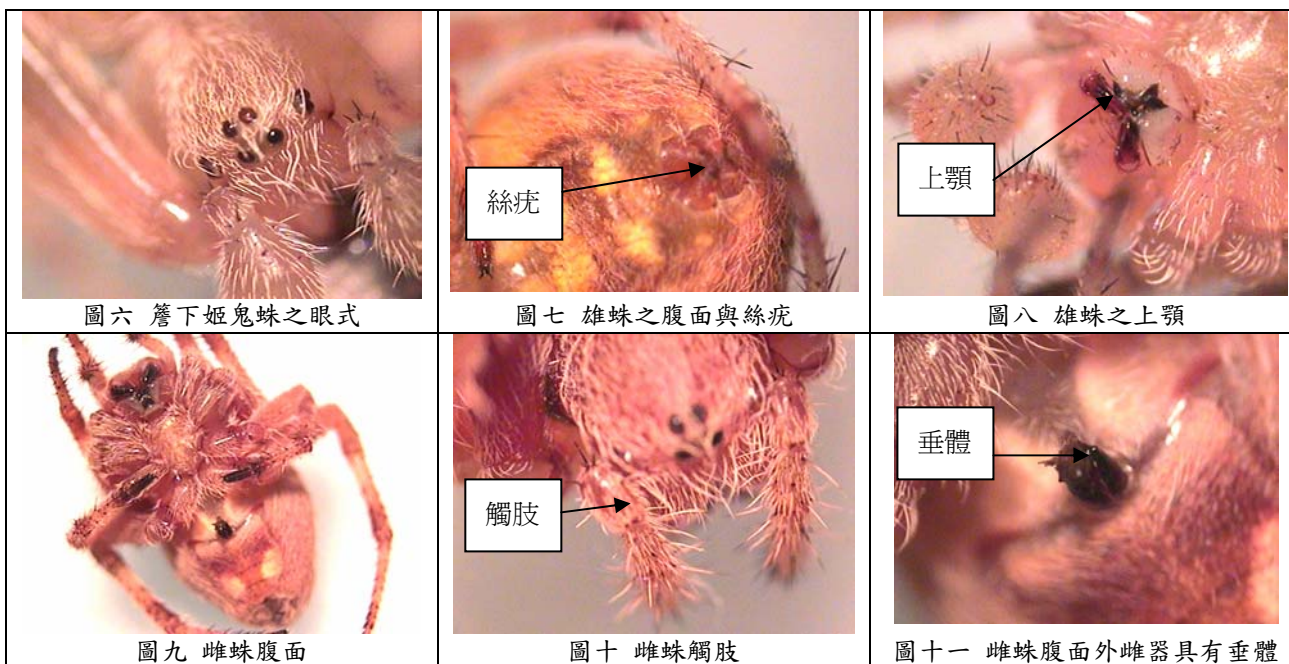 絲疣
上顎
圖六 簷下姬鬼蛛之眼式
圖七 雄蛛之腹面與絲疣
圖八 雄蛛之上顎
觸肢
垂體
圖九 雌蛛腹面
圖十 雌蛛觸肢
圖十一 雌蛛腹面外雌器具有垂體